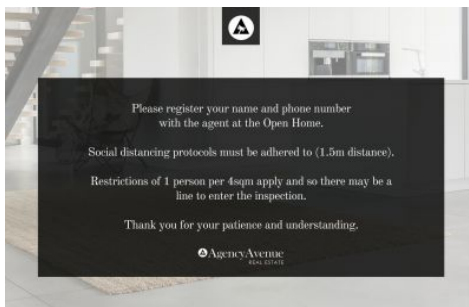 Please register your name and phone number
with the agent at the Open Home.
Social distancing protocols must be adhered to (1.5m distance).
Restrictions of 1 person per 4sqm apply and so there may be a
line to enter the inspection.
Thank you for your patience and understanding.
AgencyAvenue
REAL ESTATE